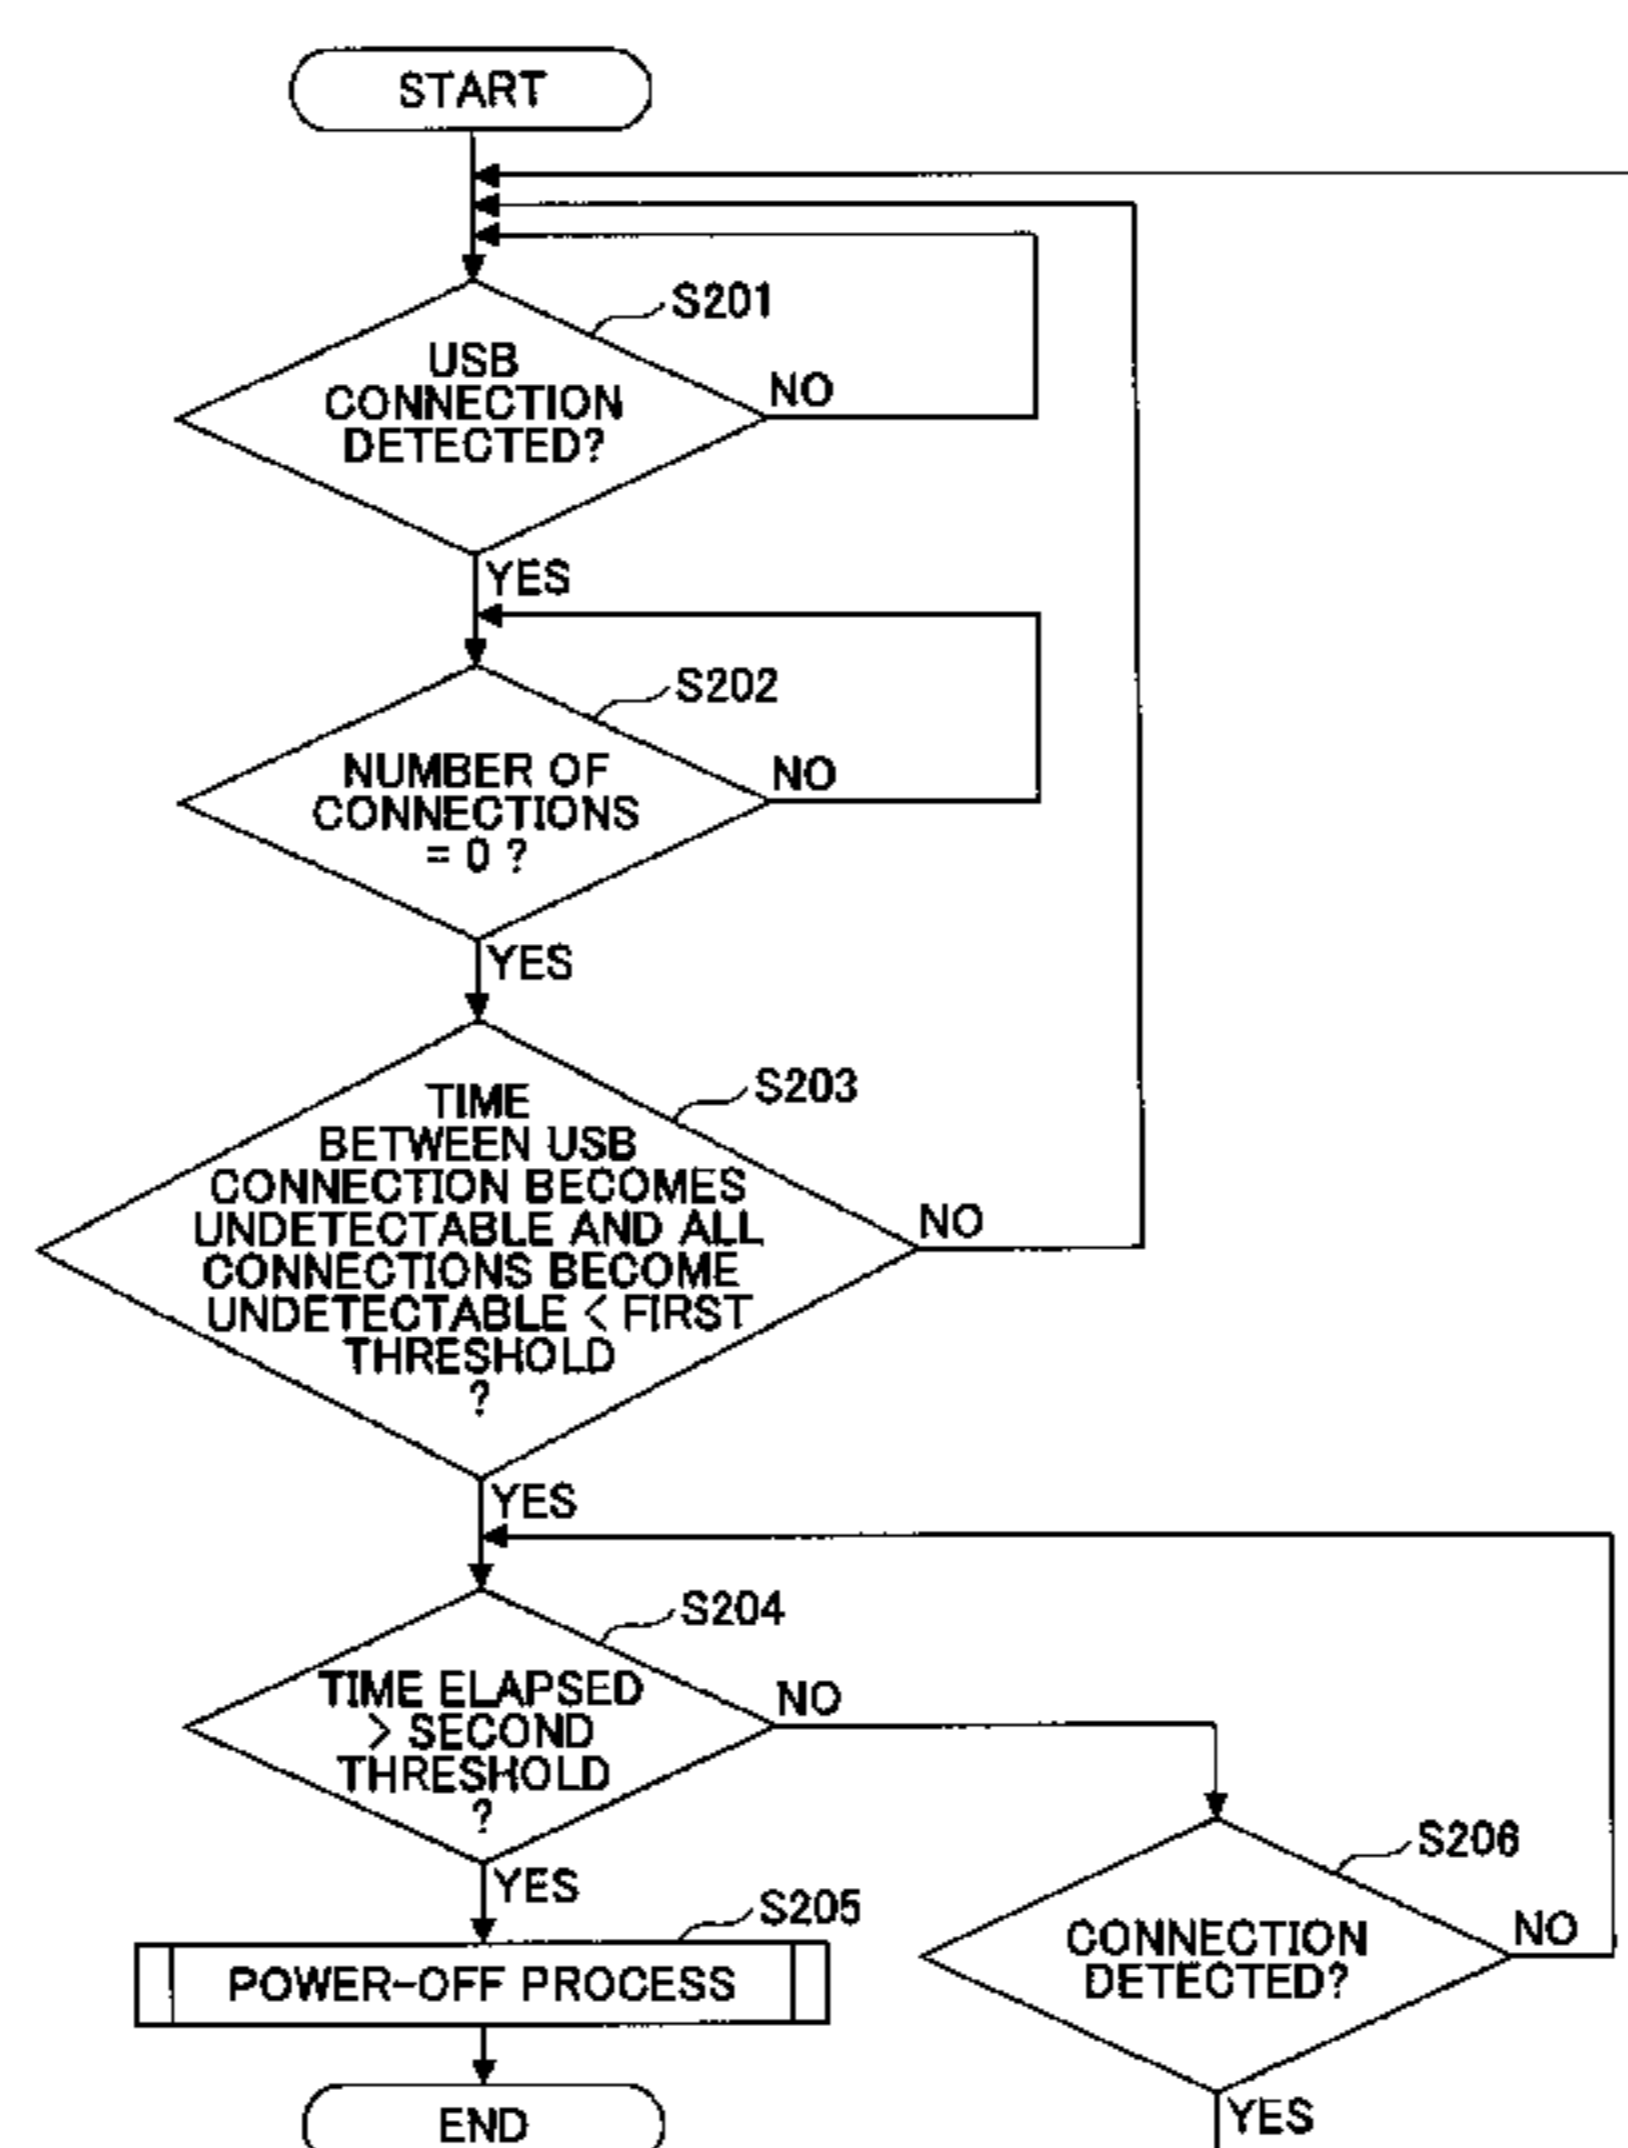 START
S201
USB
CONNECTION
DETECTED?
NO
YES
S202
NUMBER OF
CONNECTIONS
= 0 ?
NO
YES
S203
TIME
BETWEEN USB
CONNECTION BECOMES
UNDETECTABLE AND ALL
CONNECTIONS BECOME
UNDETECTABLE < FIRST
THRESHOLD
?
NO
YES
S204
TIME ELAPSED
> SECOND
THRESHOLD
?
NO
YES
S205
POWER-OFF PROCESS
END
S206
CONNECTION
DETECTED?
NO
YES